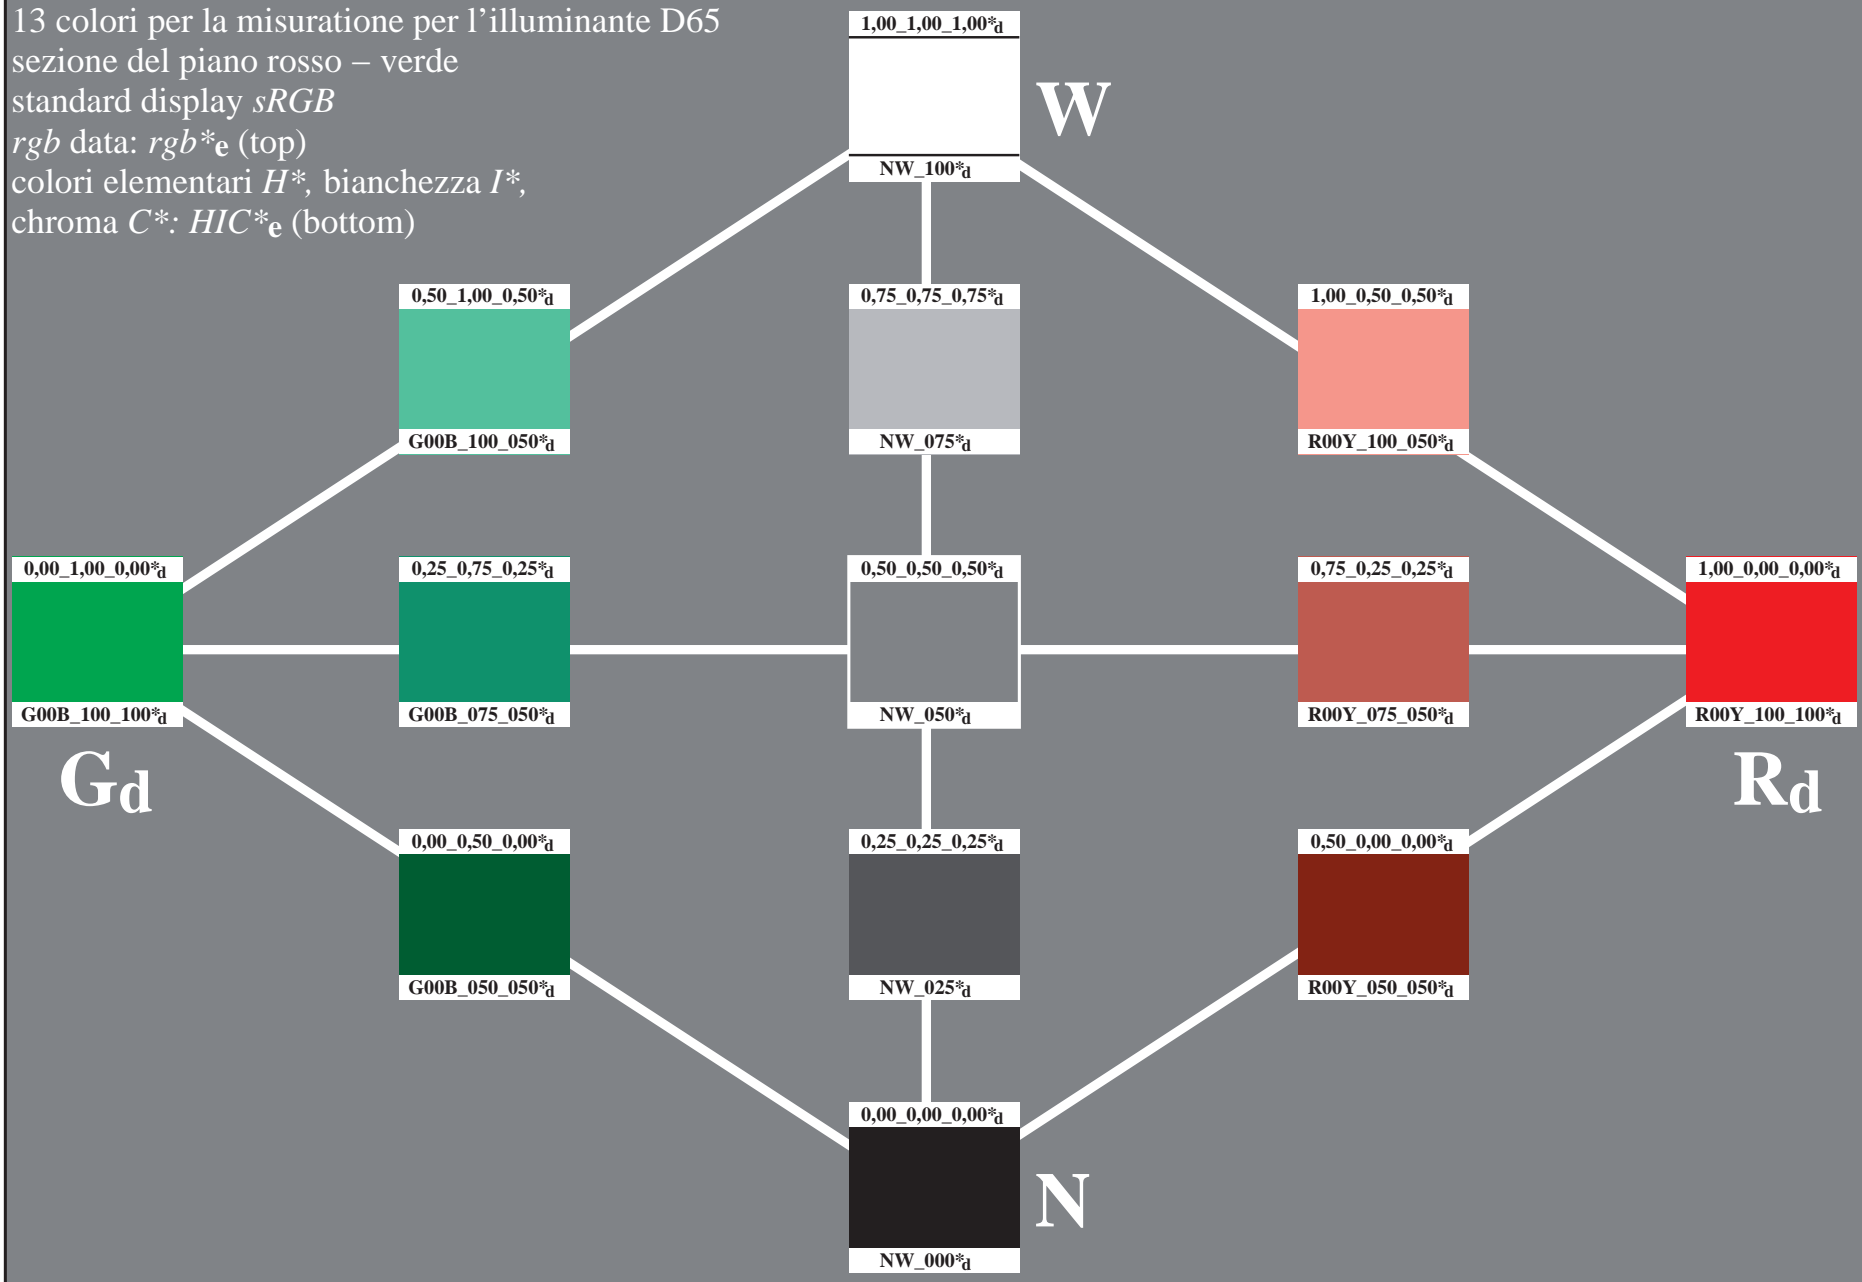 13 colori per la misuratione per l’illuminante D65
sezione del piano rosso – verde
standard display sRGB
rgb data: rgb*e (top)
colori elementari H*, bianchezza I*,
chroma C*: HIC*e (bottom)
1,00_1,00_1,00*d
W
NW_100*d
0,50_1,00_0,50*d
0,75_0,75_0,75*d
1,00_0,50_0,50*d
G00B_100_050*d
NW_075*d
R00Y_100_050*d
0,00_1,00_0,00*d
0,25_0,75_0,25*d
0,50_0,50_0,50*d
0,75_0,25_0,25*d
1,00_0,00_0,00*d
G00B_100_100*d
G00B_075_050*d
NW_050*d
R00Y_075_050*d
R00Y_100_100*d
Gd
Rd
0,00_0,50_0,00*d
0,25_0,25_0,25*d
0,50_0,00_0,00*d
G00B_050_050*d
NW_025*d
R00Y_050_050*d
0,00_0,00_0,00*d
N
NW_000*d